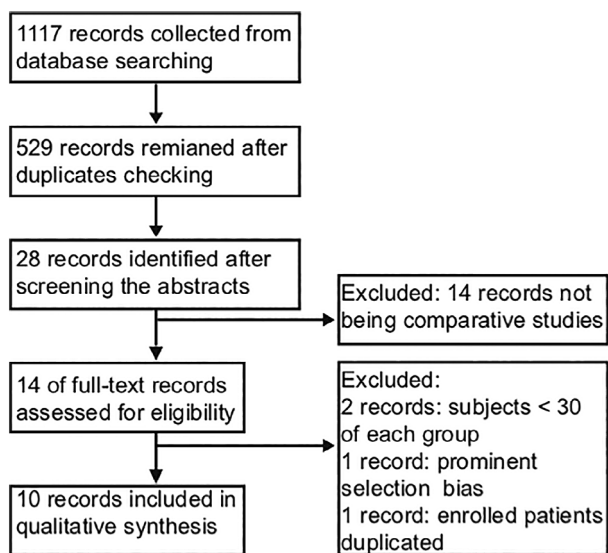 1117 records collected from
database searching
529 records remianed after
duplicates checking
28 records identified after
screening the abstracts
Excluded: 14 records not
being comparative studies
14 of full-text records
assessed for eligibility
Excluded:
2 records: subjects < 30
of each group
1 record: prominent
selection bias
1 record: enrolled patients
duplicated
10 records included in
qualitative synthesis